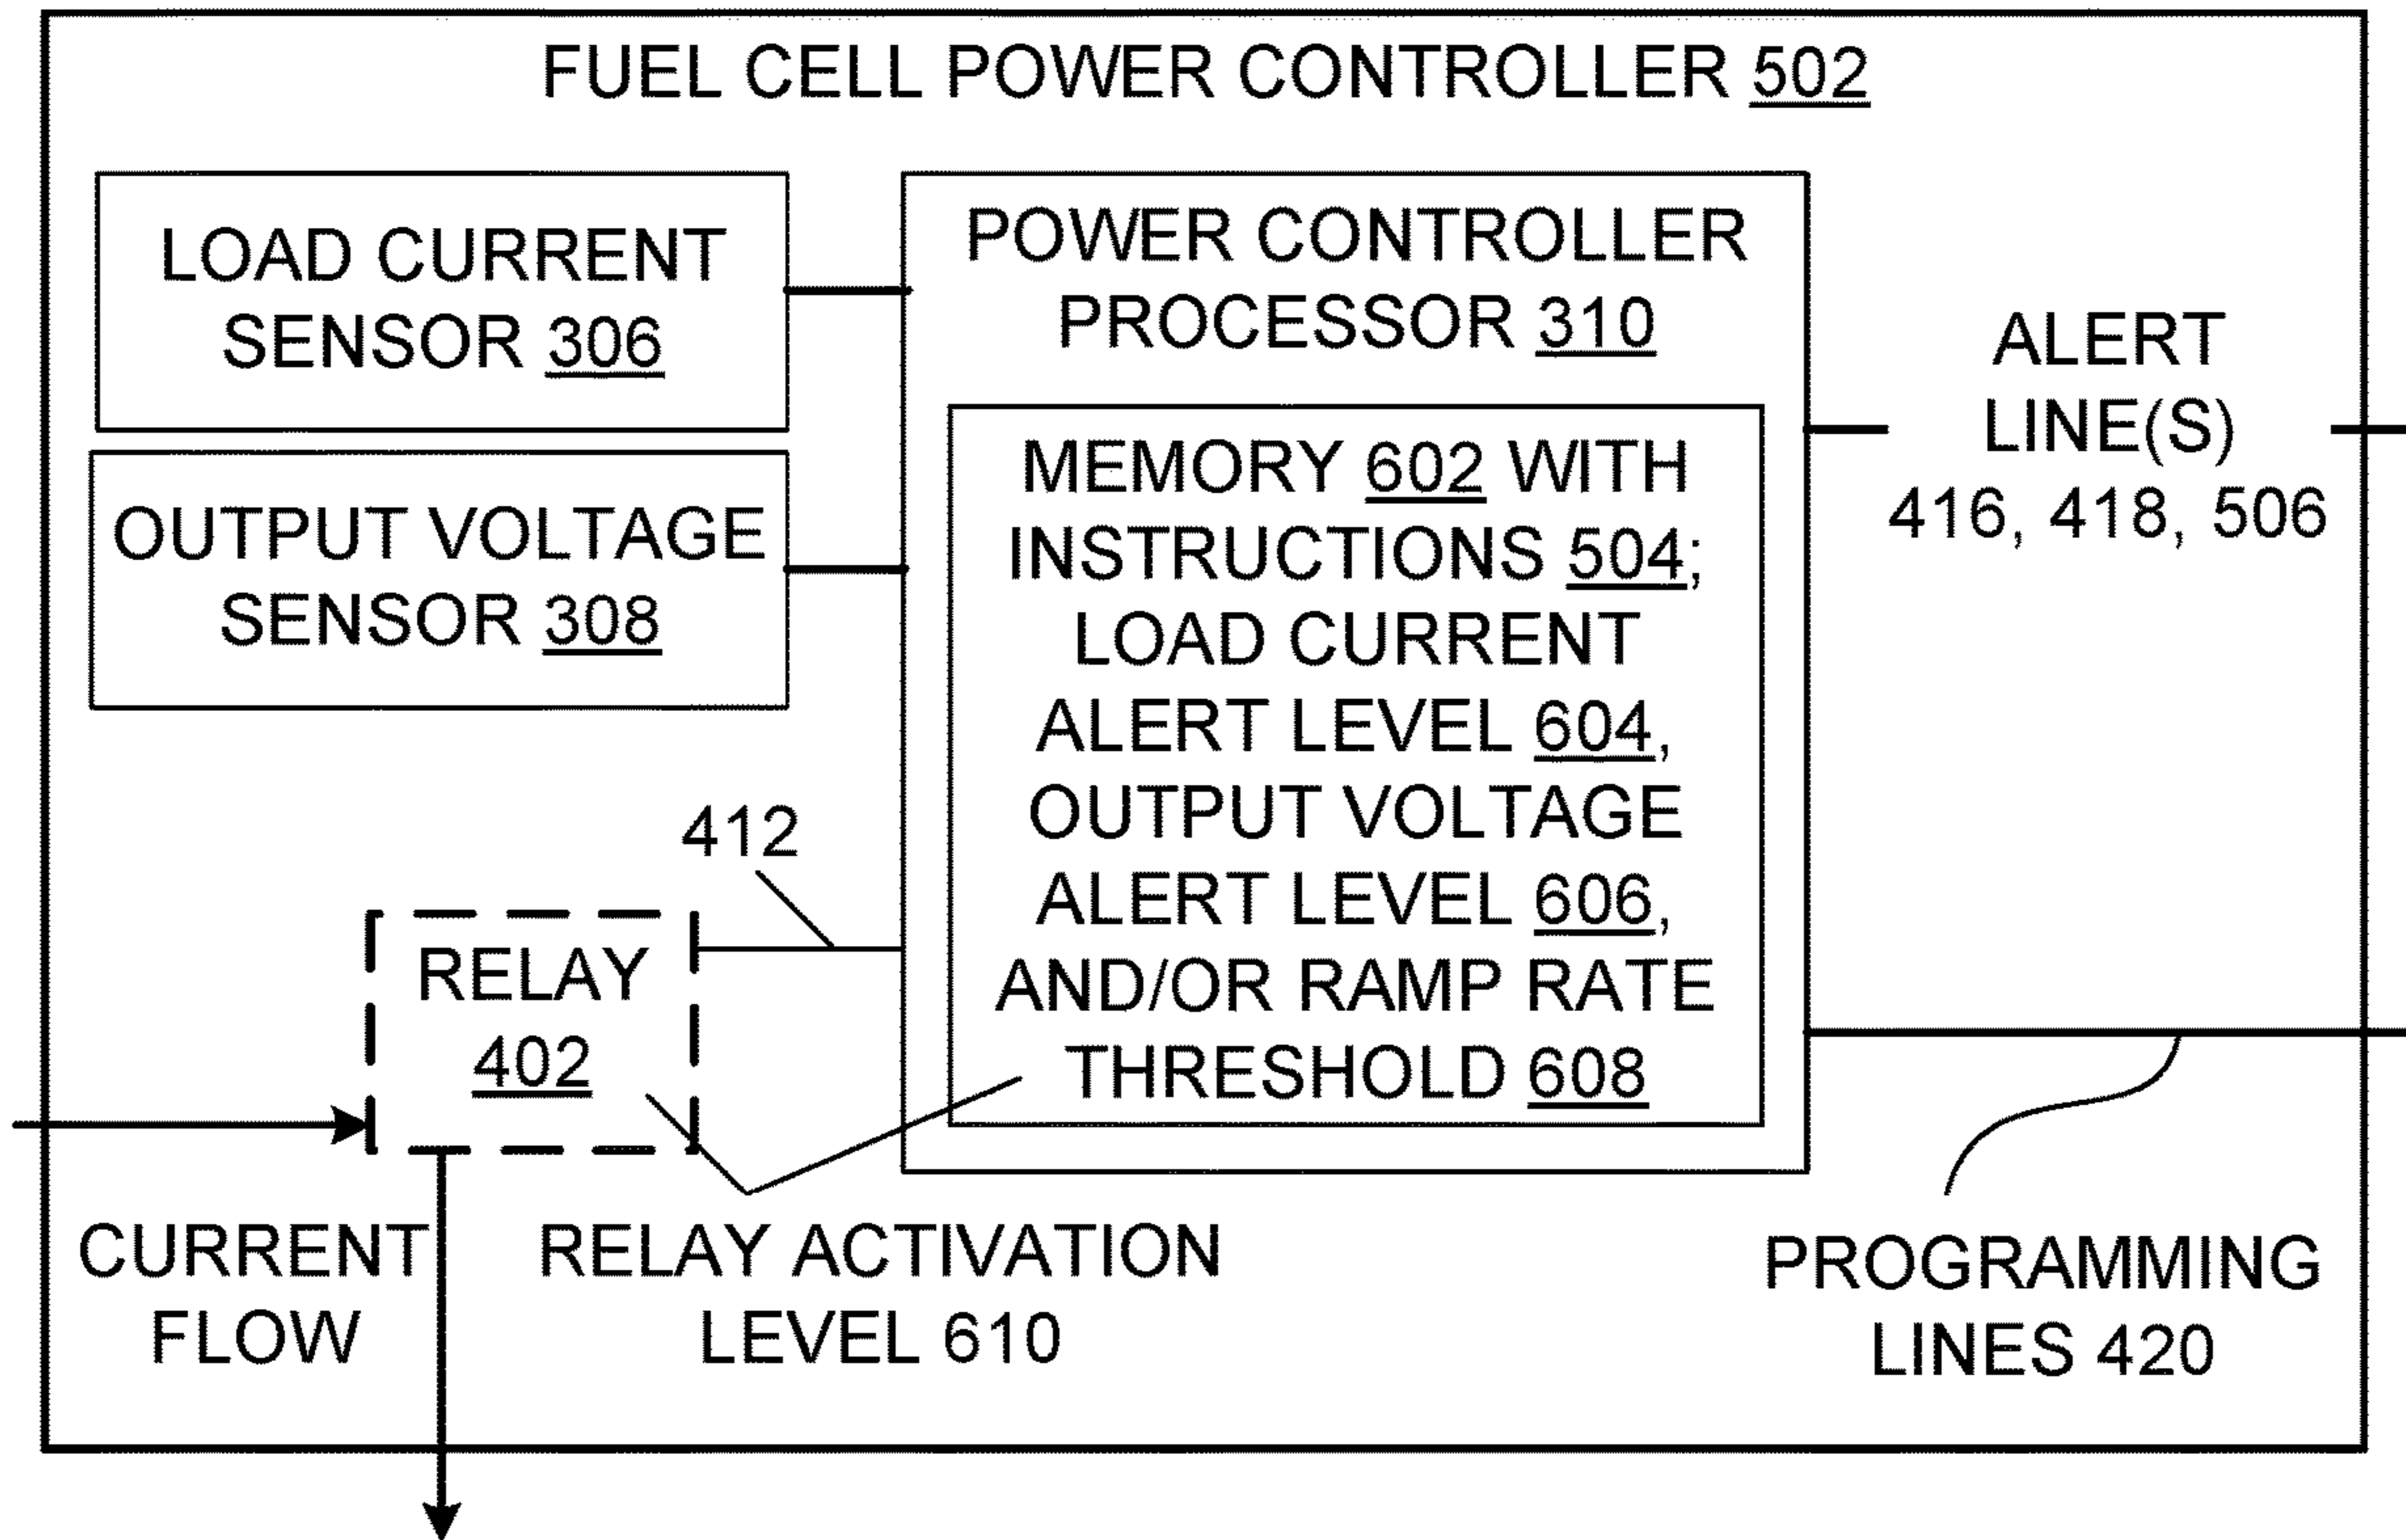 FUEL CELL POWER CONTROLLER 502
LOAD CURRENT
SENSOR 306
OUTPUT VOLTAGE
SENSOR 308
POWER CONTROLLER
PROCESSOR 310
MEMORY 602 WITH
INSTRUCTIONS 504;
LOAD CURRENT
ALERT LEVEL 604,
OUTPUT VOLTAGE
ALERT LEVEL 606,
AND/OR RAMP RATE
THRESHOLD 608
ALERT
LINE(S)
416, 418, 506
412
RELAY
402
CURRENT
FLOW
RELAY ACTIVATION
LEVEL 610
PROGRAMMING
LINES 420